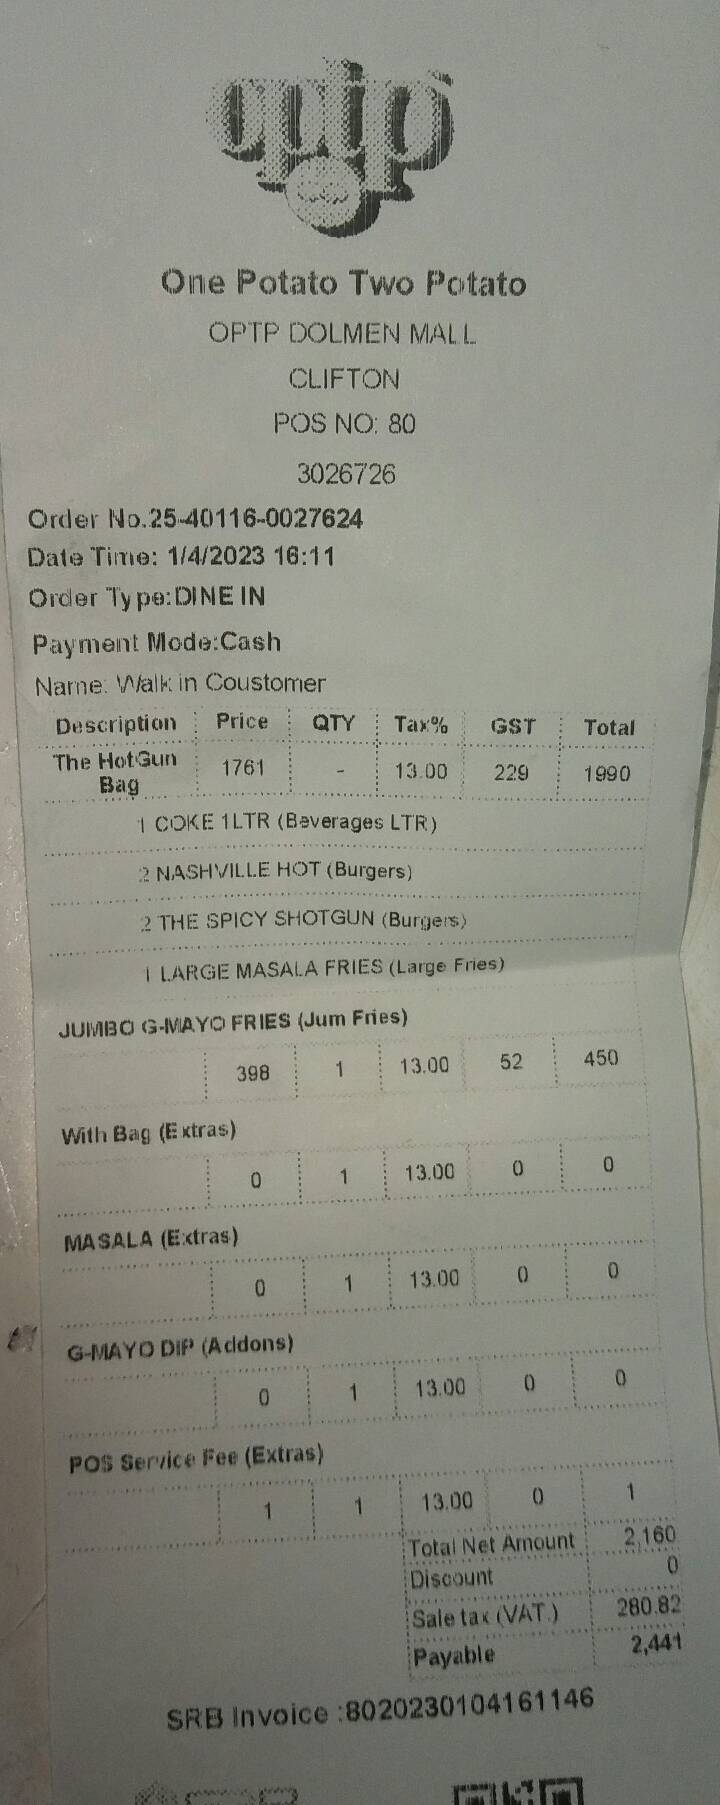 optp
One Potato Two Potato
OPTP DOLMEN MALL
CLIFTON
POS NO: 80
3026726
Order No.25-40116-0027624
Date Time: 1/4/2023 16:11
Order Type:DINE IN
Payment Mode:Cash
Name: Walk in Coustomer
Description Price QTY Tax% GST Total
The HotGun Bag 1761 - 13.00 229 1990
1 COKE 1LTR (Beverages LTR)
2 NASHVILLE HOT (Burgers)
2 THE SPICY SHOTGUN (Burgers)
1 LARGE MASALA FRIES (Large Fries)
JUMBO G-MAYO FRIES (Jum Fries)
398 1 13.00 52 450
With Bag (Extras)
0 1 13.00 0 0
MASALA (Extras)
0 1 13.00 0 0
G-MAYO DIP (Addons)
0 1 13.00 0 0
POS Service Fee (Extras)
1 1 13.00 0 1
Total Net Amount 2,160
Discount 0
Sale tax (VAT.) 280.82
Payable 2,441
SRB Invoice :80202301041​61146